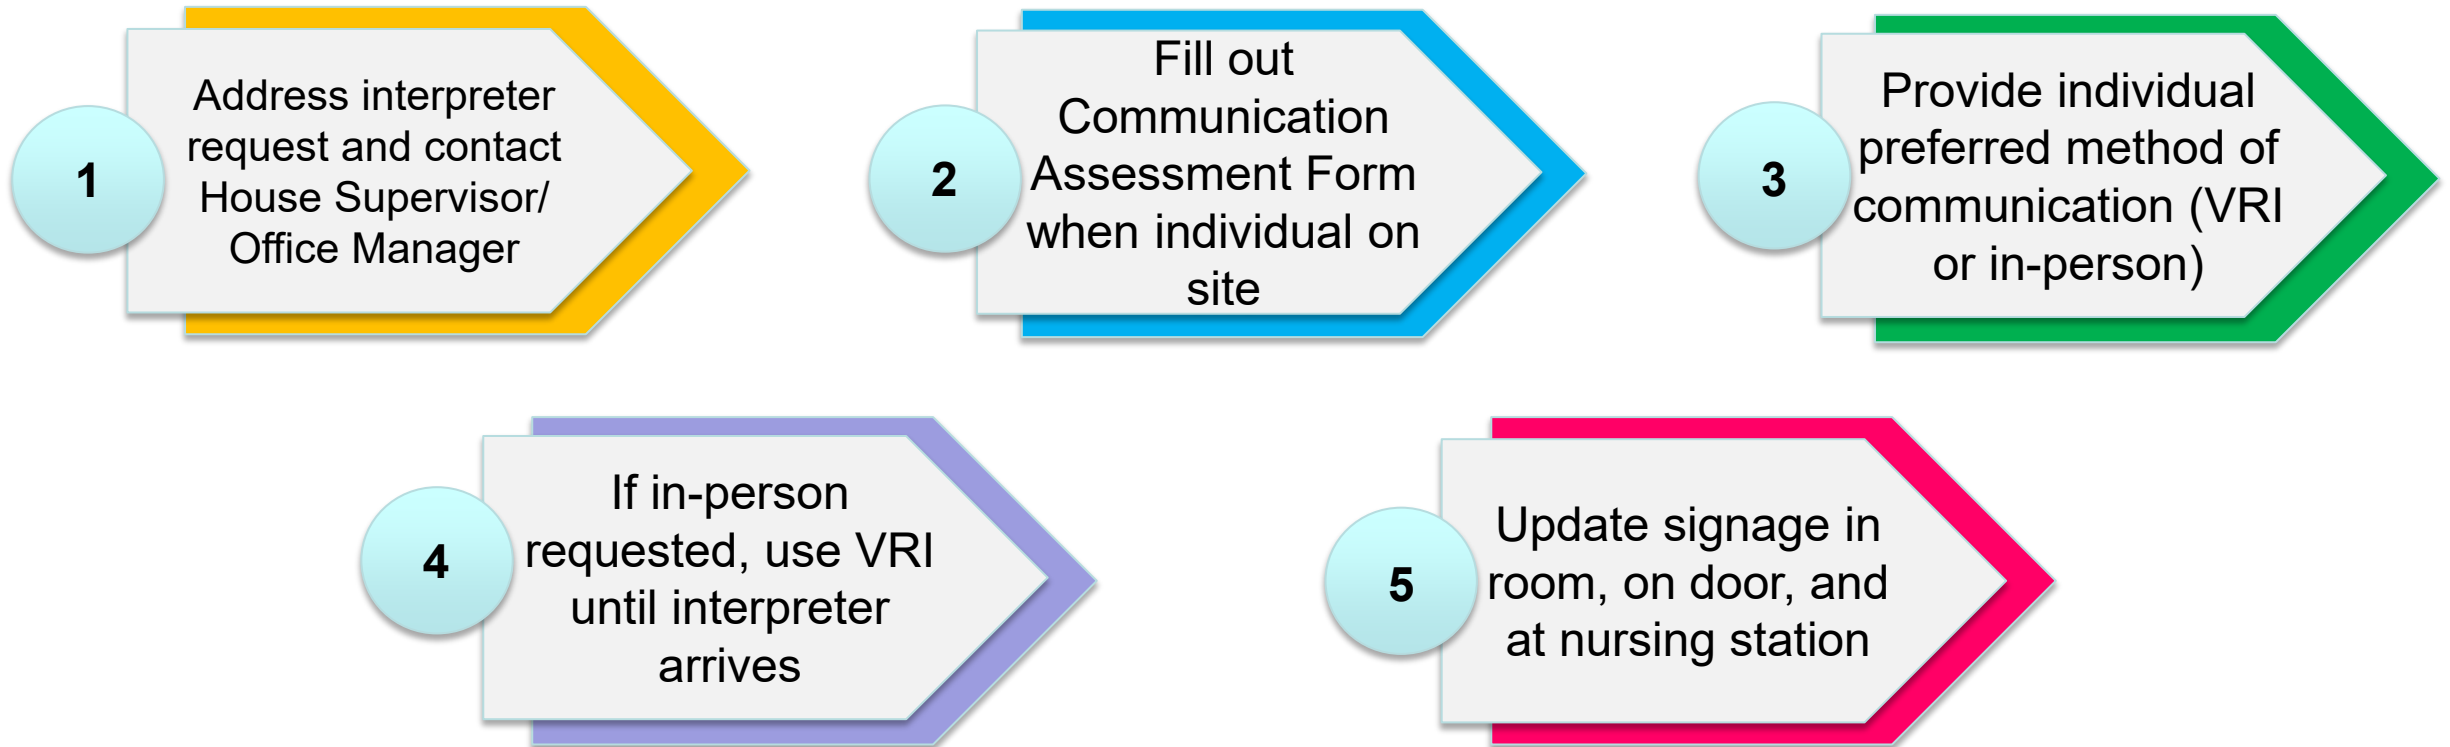 1
Address interpreter
request and contact
House Supervisor/
Office Manager
2
Fill out
Communication
Assessment Form
when individual on
site
3
Provide individual
preferred method of
communication (VRI
or in-person)
4
If in-person
requested, use VRI
until interpreter
arrives
5
Update signage in
room, on door, and
at nursing station